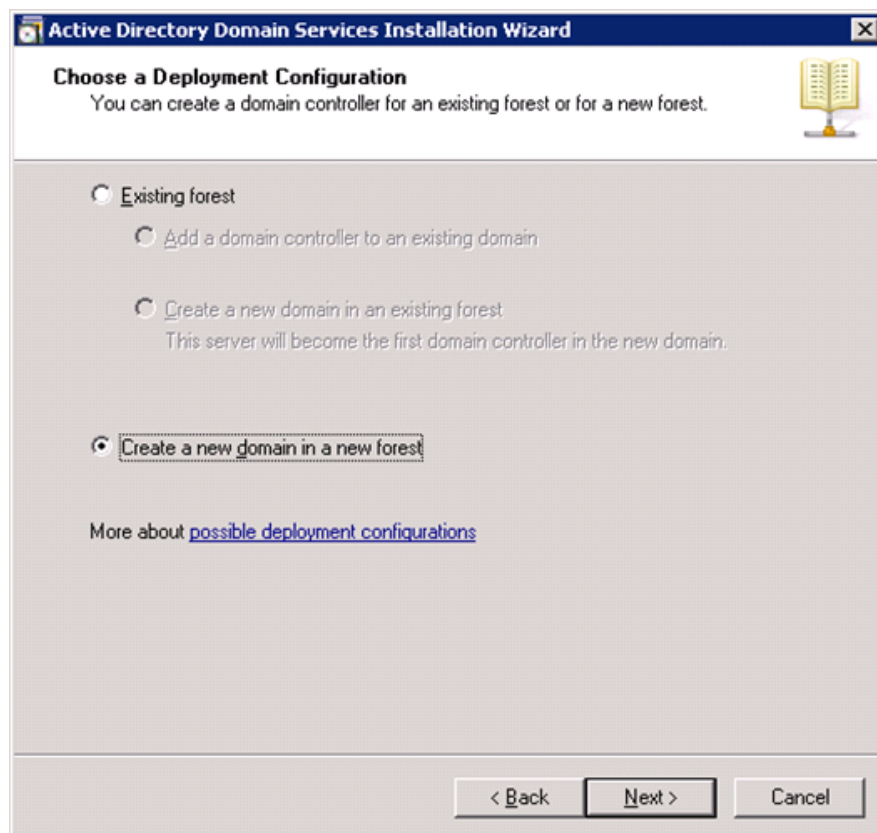 Active Directory Domain Services Installation Wizard
Choose a Deployment Configuration
You can create a domain controller for an existing forest or for a new forest.
Existing forest
Add a domain controller to an existing domain
Create a new domain in an existing forest
This server will become the first domain controller in the new domain.
Create a new domain in a new forest
More about possible deployment configurations
< Back Next > Cancel